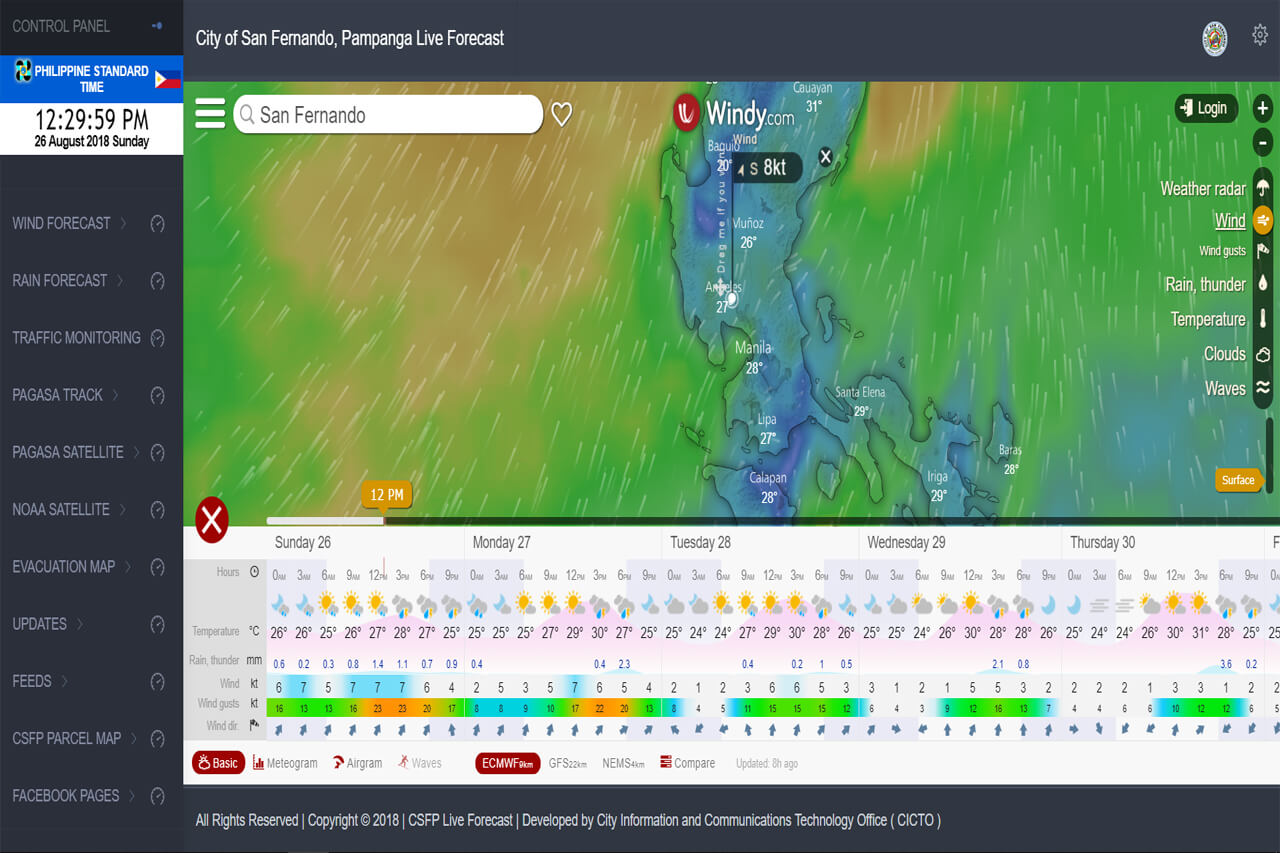 CONTROL PANEL
PHILIPPINE STANDARD
TIME
12:29:59 PM
26 August 2018 Sunday
WIND FORECAST
RAIN FORECAST
TRAFFIC MONITORING
PAGASA TRACK
PAGASA SATELLITE
NOAA SATELLITE
EVACUATION MAP
UPDATES
FEEDS
CSFP PARCEL MAP
FACEBOOK PAGES
City of San Fernando, Pampanga Live Forecast
San Fernando
Windy.com
Login
Cauayan
31°
Wind
Baguio
20°
S 8kt
X
Drag me if you
Muñoz
26°
Angeles
27°
Manila
28°
Santa Elena
29°
Lipa
27°
Calapan
28°
Iriga
29°
Baras
28°
Weather radar
Wind
Wind gusts
Rain, thunder
Temperature
Clouds
Waves
Surface
12 PM
Sunday 26 Monday 27 Tuesday 28 Wednesday 29 Thursday 30 F
Hours 0AM 3AM 6AM 9AM 12PM 3PM 6PM 9PM 0AM 3AM 6AM 9AM 12PM 3PM 6PM 9PM 0AM 3AM 6AM 9AM 12PM 3PM 6PM 9PM 0AM 3AM 6AM 9AM 12PM 3PM 6PM 9PM 0AM 3AM 6AM 9AM 12PM 3PM 6PM 9PM 0AM
Temperature °C 26° 26° 25° 26° 27° 28° 27° 25° 25° 25° 25° 27° 29° 30° 27° 25° 25° 24° 24° 27° 29° 30° 28° 26° 25° 25° 24° 26° 30° 28° 28° 26° 25° 24° 24° 26° 30° 31° 28° 25° 25
Rain, thunder mm 0.6 0.2 0.3 0.8 1.4 1.1 0.7 0.9 0.4 0.4 2.3 0.4 0.2 1 0.5 2.1 0.8 3.6 0.2
Wind kt 6 7 5 7 7 7 6 4 2 5 3 5 7 6 5 4 2 1 2 3 6 6 5 3 3 1 2 1 5 5 3 2 2 2 2 1 3 3 1 2 2
Wind gusts kt 16 13 13 16 23 23 20 17 8 8 9 10 17 22 20 13 8 4 5 11 15 15 15 12 6 4 3 9 12 16 13 7 4 4 6 10 12 12 6 5
Wind dir.
Basic Meteogram Airgram Waves ECMWF9km GFS22km NEMS4km Compare Updated: 8h ago
All Rights Reserved | Copyright © 2018 | CSFP Live Forecast | Developed by City Information and Communications Technology Office ( CICTO )